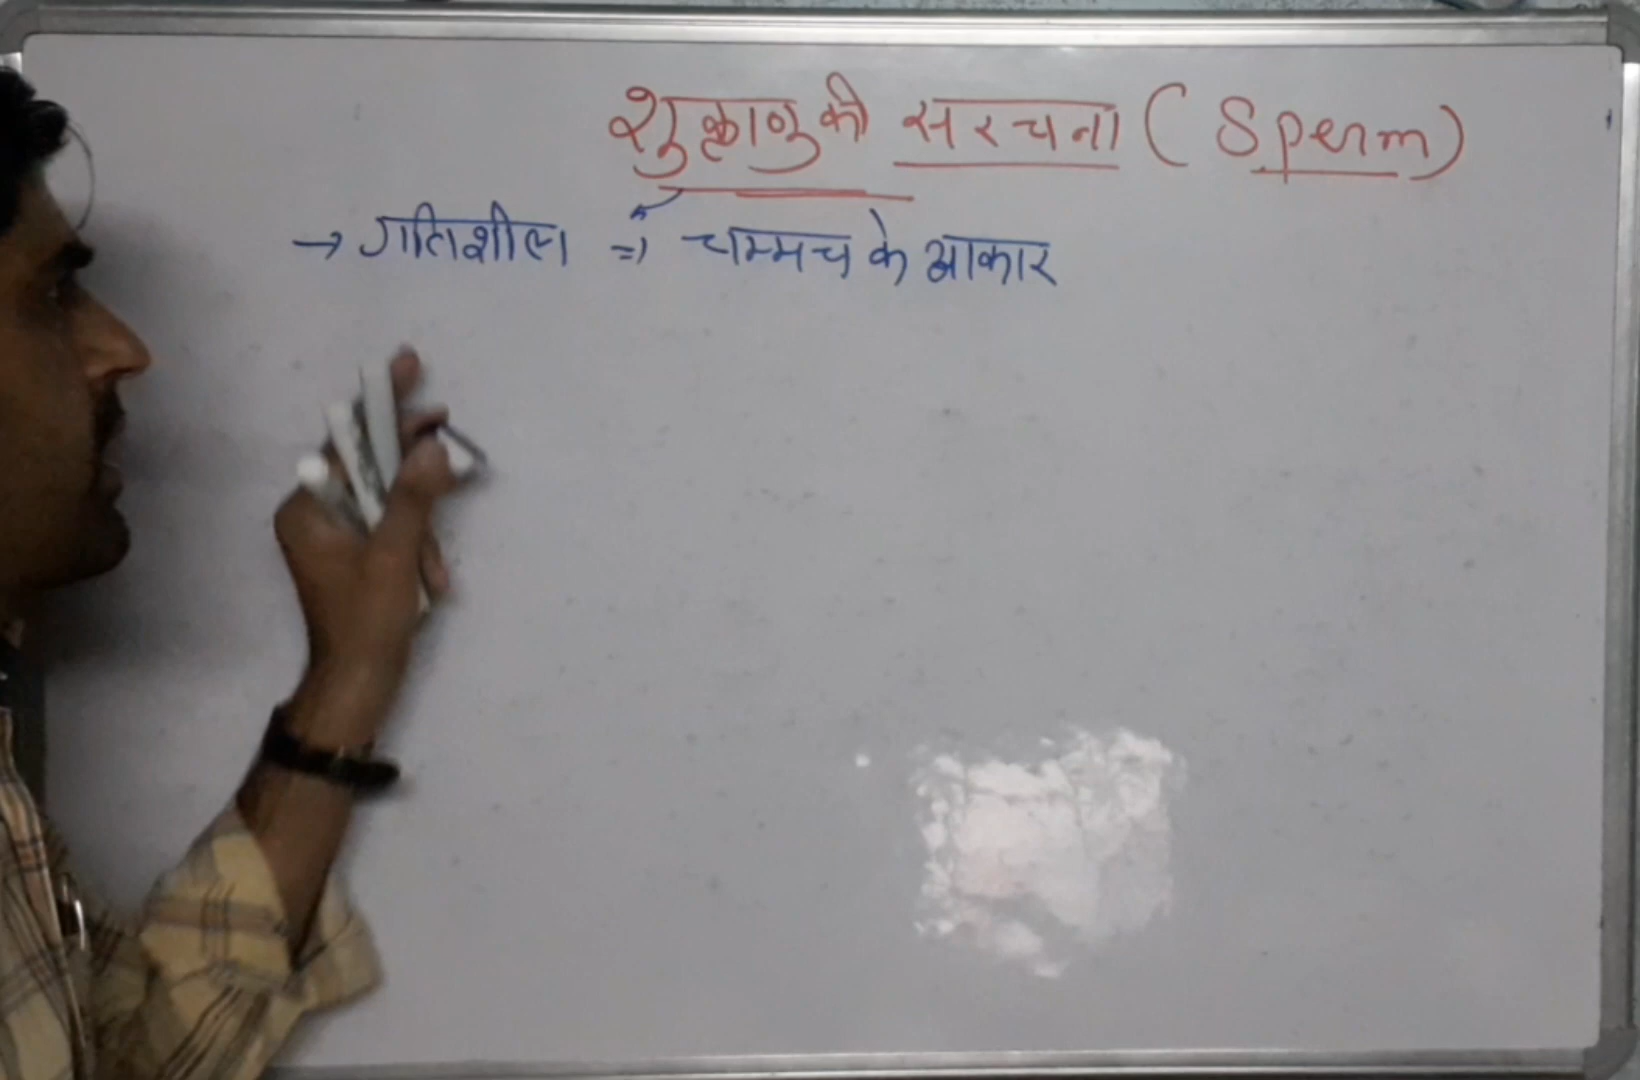 शुक्राणु की सरचना ( Sperm )
→ गतिशील ⇒ चम्मच के आकार